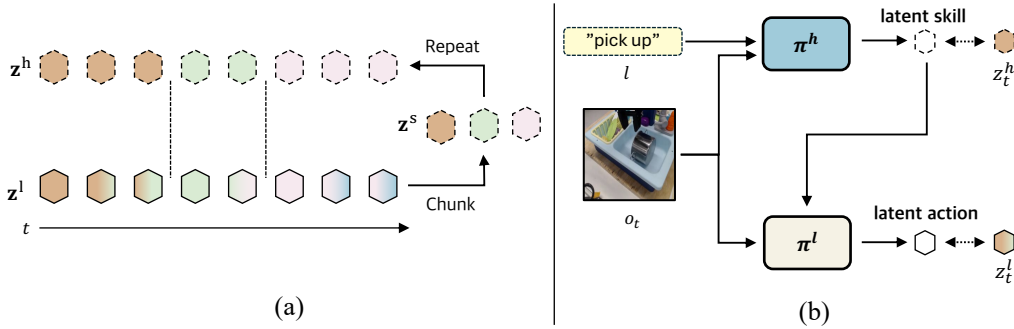 z^h
Repeat
z^s
z^l
Chunk
t
(a)
"pick up"
l
π^h
latent skill
z_t^h
o_t
π^l
latent action
z_t^l
(b)